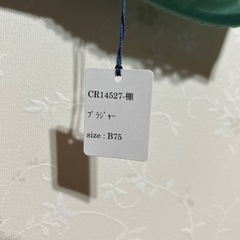 CR14527-棚
ﾌﾞﾗｼﾞｬｰ
size : B75